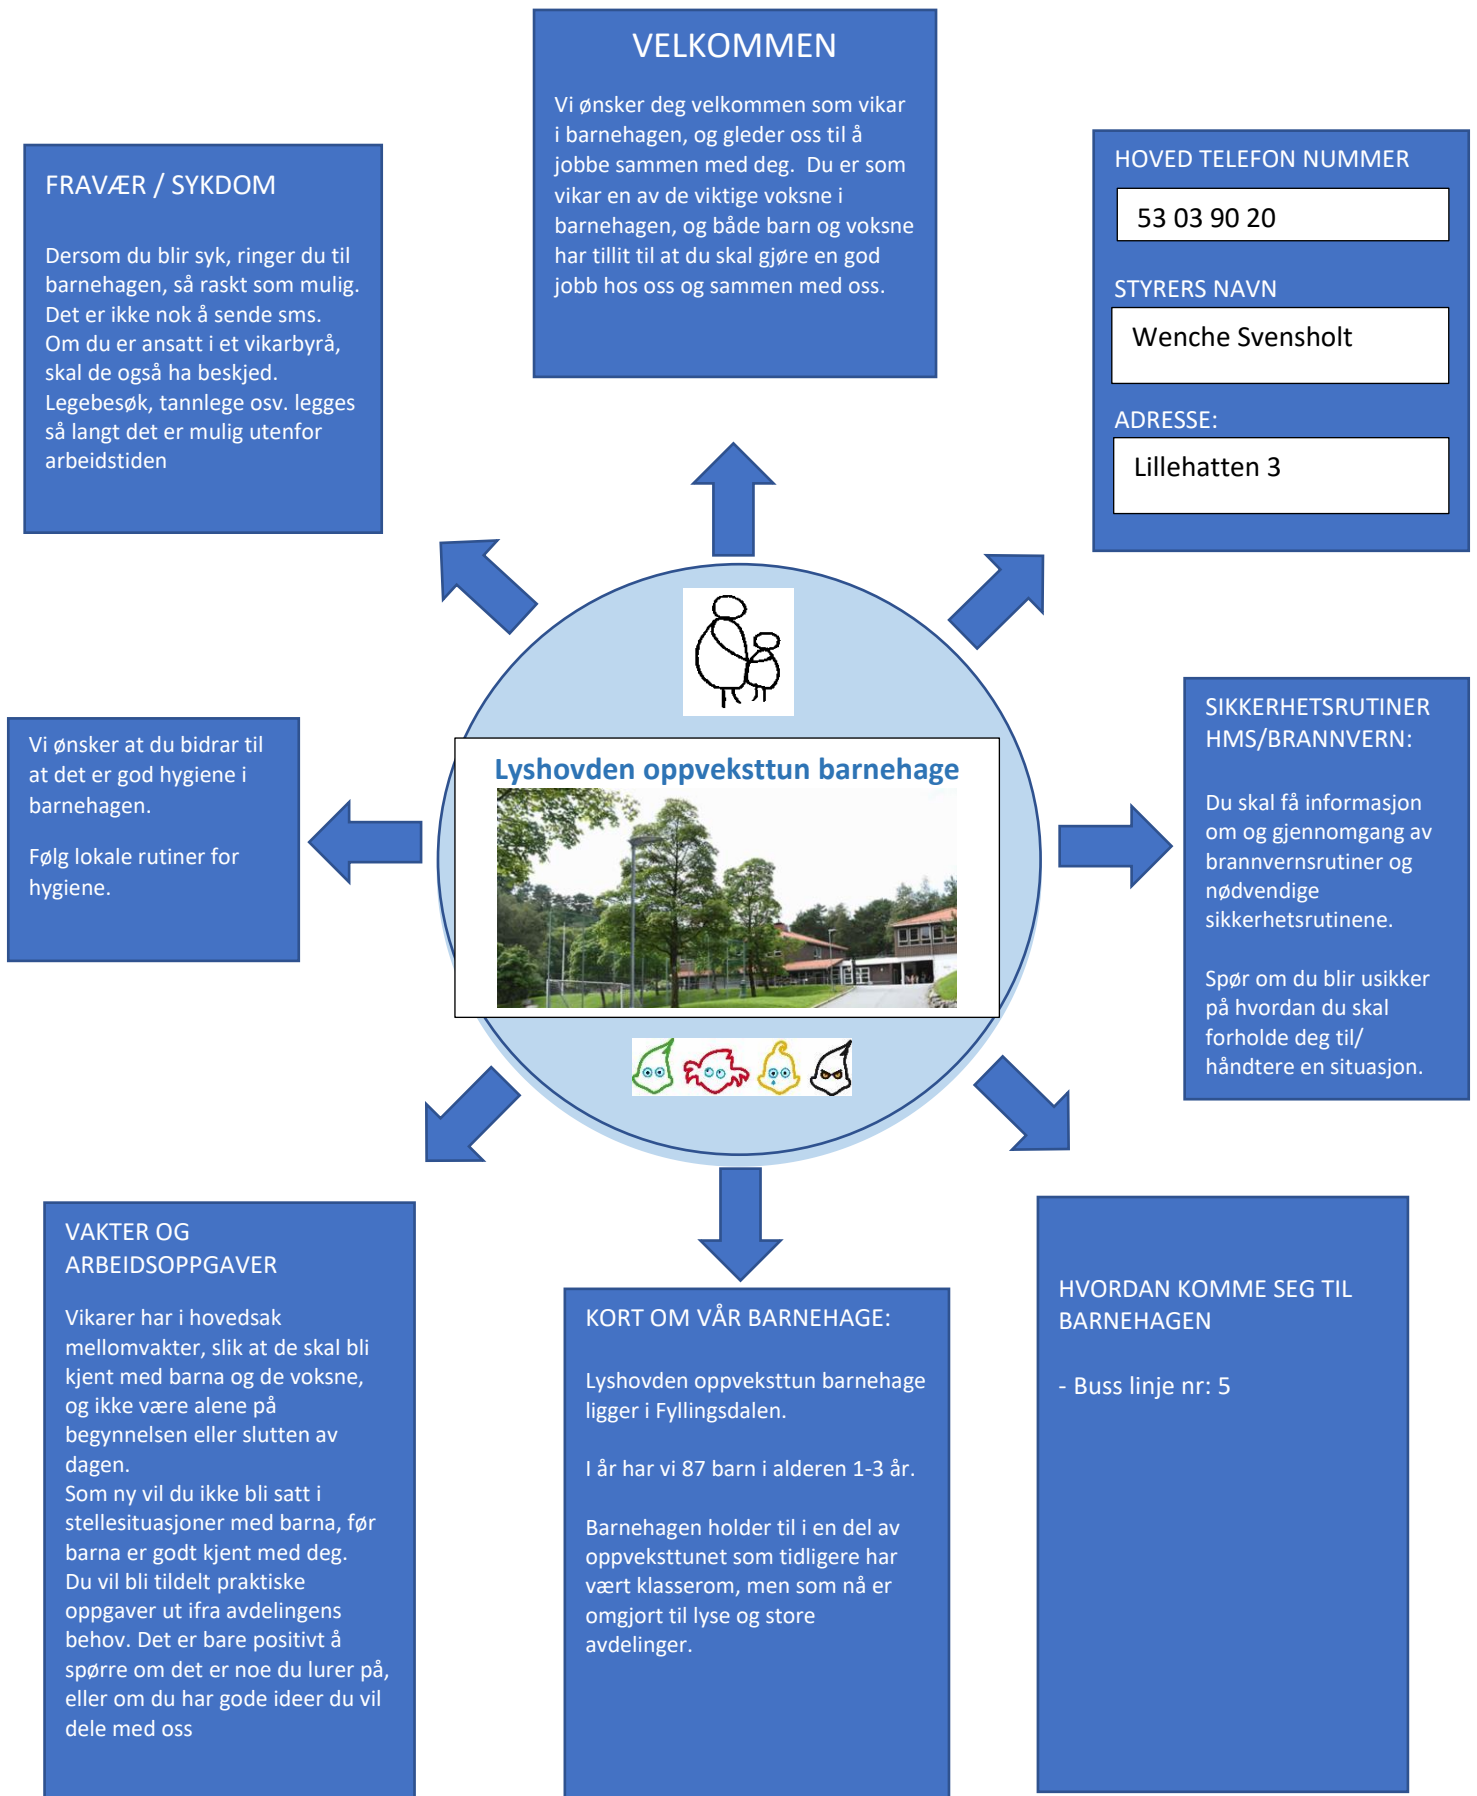 VELKOMMEN
Vi ønsker deg velkommen som vikar
i barnehagen, og gleder oss til å
jobbe sammen med deg.  Du er som
vikar en av de viktige voksne i
barnehagen, og både barn og voksne
har tillit til at du skal gjøre en god
jobb hos oss og sammen med oss.
FRAVÆR / SYKDOM
Dersom du blir syk, ringer du til
barnehagen, så raskt som mulig.
Det er ikke nok å sende sms.
Om du er ansatt i et vikarbyrå,
skal de også ha beskjed.
Legebesøk, tannlege osv. legges
så langt det er mulig utenfor
arbeidstiden
HOVED TELEFON NUMMER
53 03 90 20
STYRERS NAVN
Wenche Svensholt
ADRESSE:
Lillehatten 3
Vi ønsker at du bidrar til
at det er god hygiene i
barnehagen.
Følg lokale rutiner for
hygiene.
Lyshovden oppveksttun barnehage
SIKKERHETSRUTINER
HMS/BRANNVERN:
Du skal få informasjon
om og gjennomgang av
brannvernsrutiner og
nødvendige
sikkerhetsrutinene.
Spør om du blir usikker
på hvordan du skal
forholde deg til/
håndtere en situasjon.
VAKTER OG
ARBEIDSOPPGAVER
Vikarer har i hovedsak
mellomvakter, slik at de skal bli
kjent med barna og de voksne,
og ikke være alene på
begynnelsen eller slutten av
dagen.
Som ny vil du ikke bli satt i
stellesituasjoner med barna, før
barna er godt kjent med deg.
Du vil bli tildelt praktiske
oppgaver ut ifra avdelingens
behov. Det er bare positivt å
spørre om det er noe du lurer på,
eller om du har gode ideer du vil
dele med oss
KORT OM VÅR BARNEHAGE:
Lyshovden oppveksttun barnehage
ligger i Fyllingsdalen.
I år har vi 87 barn i alderen 1-3 år.
Barnehagen holder til i en del av
oppveksttunet som tidligere har
vært klasserom, men som nå er
omgjort til lyse og store
avdelinger.
HVORDAN KOMME SEG TIL
BARNEHAGEN
- Buss linje nr: 5